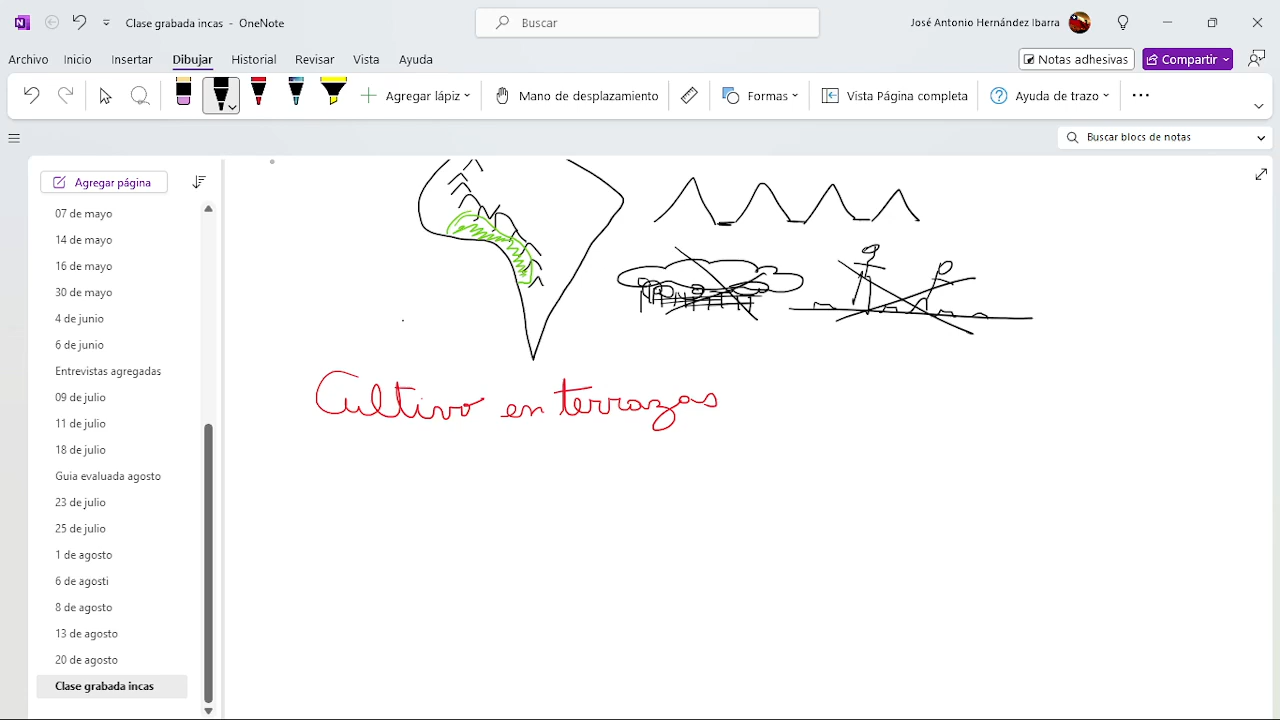 Clase grabada incas - OneNote
Buscar
José Antonio Hernández Ibarra
Archivo
Inicio
Insertar
Dibujar
Historial
Revisar
Vista
Ayuda
Notas adhesivas
Compartir
Agregar lápiz
Mano de desplazamiento
Formas
Vista Página completa
Ayuda de trazo
Buscar blocs de notas
Agregar página
07 de mayo
14 de mayo
16 de mayo
30 de mayo
4 de junio
6 de junio
Entrevistas agregadas
09 de julio
11 de julio
18 de julio
Guia evaluada agosto
23 de julio
25 de julio
1 de agosto
6 de agosti
8 de agosto
13 de agosto
20 de agosto
Clase grabada incas
Cultivo en terrazas